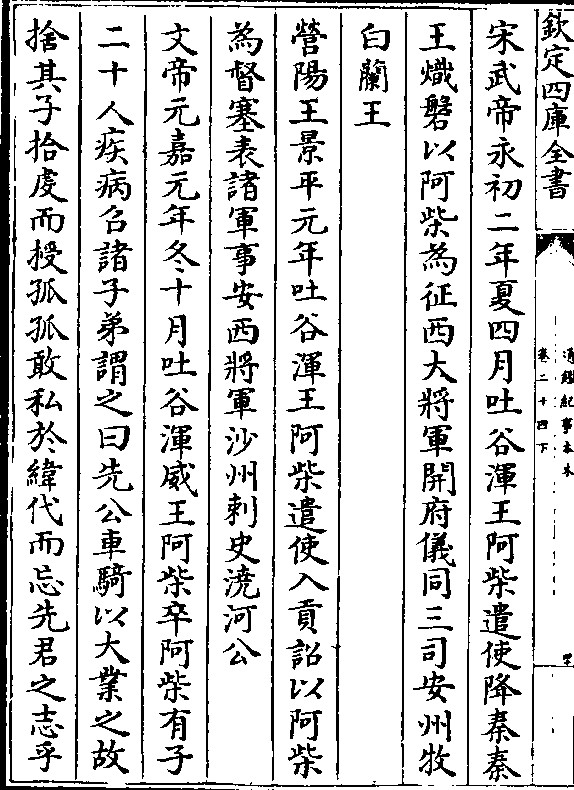 欽定四庫全書
通鑑紀事本末
卷二十四下
宋武帝永初二年夏四月吐谷渾王阿柴遣使降秦秦
王熾磐以阿柴為征西大將軍開府儀同三司安州牧
白蘭王
營陽王景平元年吐谷渾王阿柴遣使入貢詔以阿柴
為督塞表諸軍事安西將軍沙州刺史澆河公
文帝元嘉元年冬十月吐谷渾威王阿柴卒阿柴有子
二十人疾病召諸子弟謂之曰先公車騎以大業之故
捨其子拾虔而授孤孤敢私於緯代而忘先君之志乎